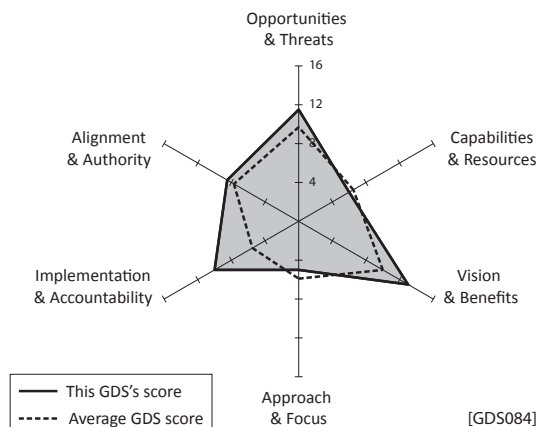 Opportunities
& Threats
16
12
8
4
Alignment
& Authority
Capabilities
& Resources
Implementation
& Accountability
Vision
& Benefits
This GDS's score
Average GDS score
Approach
& Focus
[GDS084]